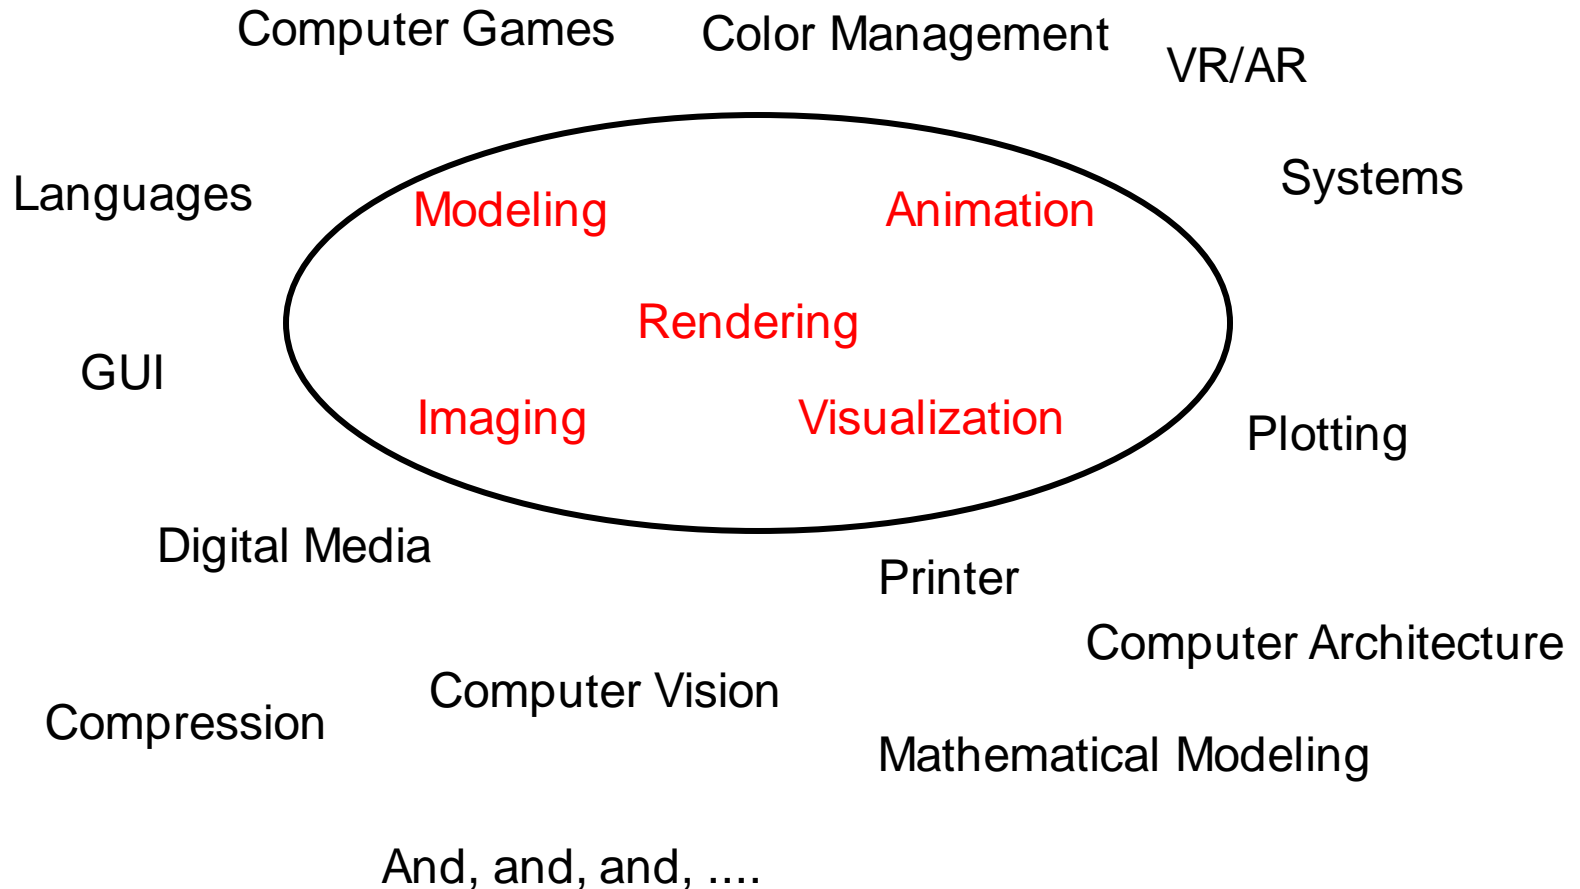 Computer Games
Color Management
VR/AR
Languages
Modeling
Animation
Systems
Rendering
GUI
Imaging
Visualization
Plotting
Digital Media
Printer
Computer Architecture
Computer Vision
Compression
Mathematical Modeling
And, and, and, ....